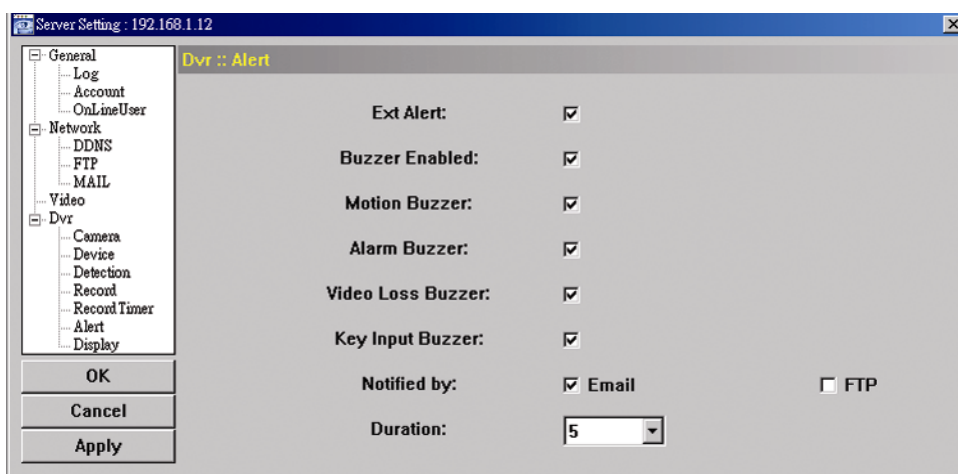 Server Setting : 192.168.1.12
General
Log
Account
OnLineUser
Network
DDNS
FTP
MAIL
Video
Dvr
Camera
Device
Detection
Record
Record Timer
Alert
Display
OK
Cancel
Apply
Dvr :: Alert
Ext Alert:
Buzzer Enabled:
Motion Buzzer:
Alarm Buzzer:
Video Loss Buzzer:
Key Input Buzzer:
Notified by: Email FTP
Duration: 5